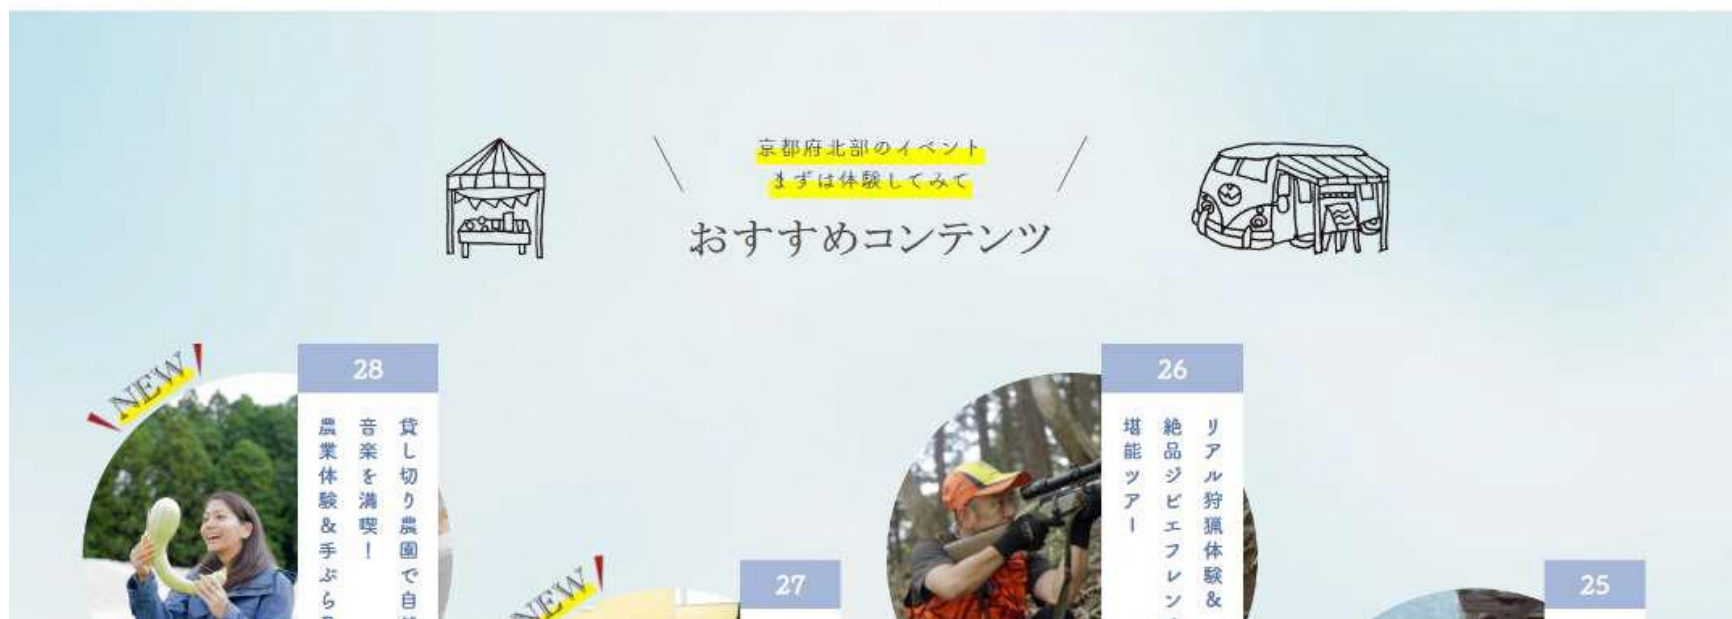 京都府北部のイベント
まずは体験してみて
おすすめコンテンツ
NEW
28
貸し切り農園で自
音楽を満喫！
農業体験&手ぶら
NEW
27
26
リアル狩猟体験&
絶品ジビエフレン
堪能ツアー
25